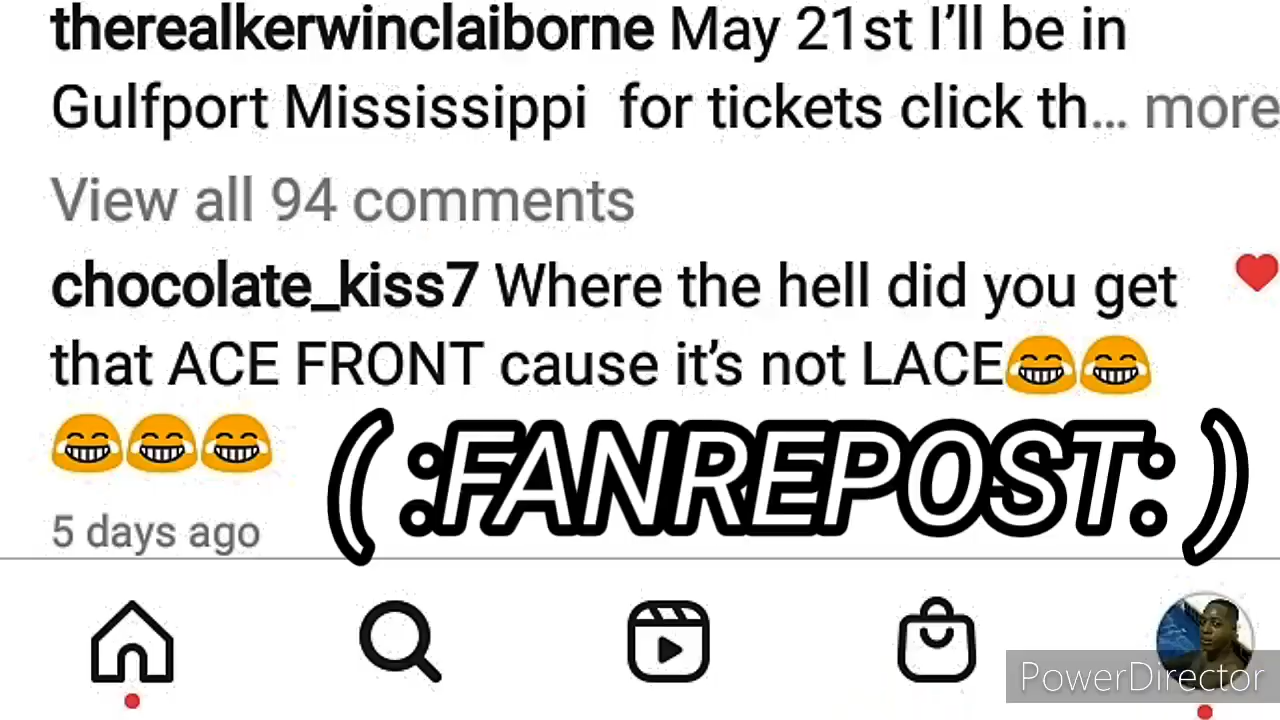 therealkerwinclaiborne May 21st I’ll be in
Gulfport Mississippi for tickets click th... more
View all 94 comments
chocolate_kiss7 Where the hell did you get
that ACE FRONT cause it’s not LACE😂😂
😂😂😂
(:FANREPOST:)
5 days ago
PowerDirector